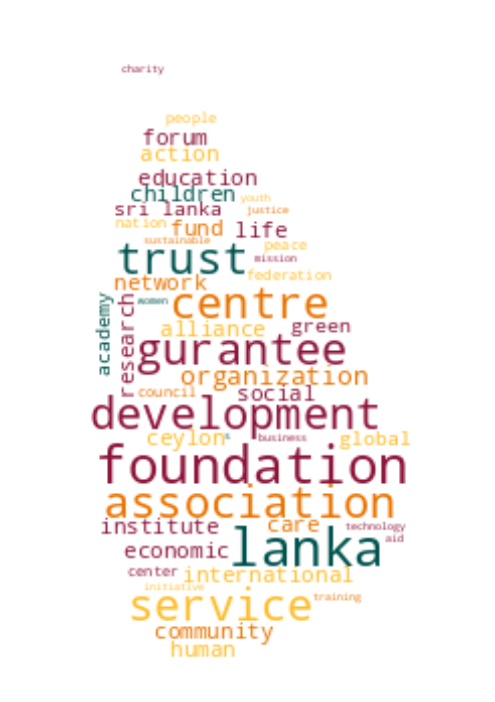 charity
people
forum
action
education
children youth
sri lanka justice
nation fund life
sustainable peace
trust mission
network federation
academy research women centre
alliance green
gurantee
organization
council social
development
ceylon s business global
foundation
association
institute care technology
lanka aid
economic
center international
initiative
service training
community
human